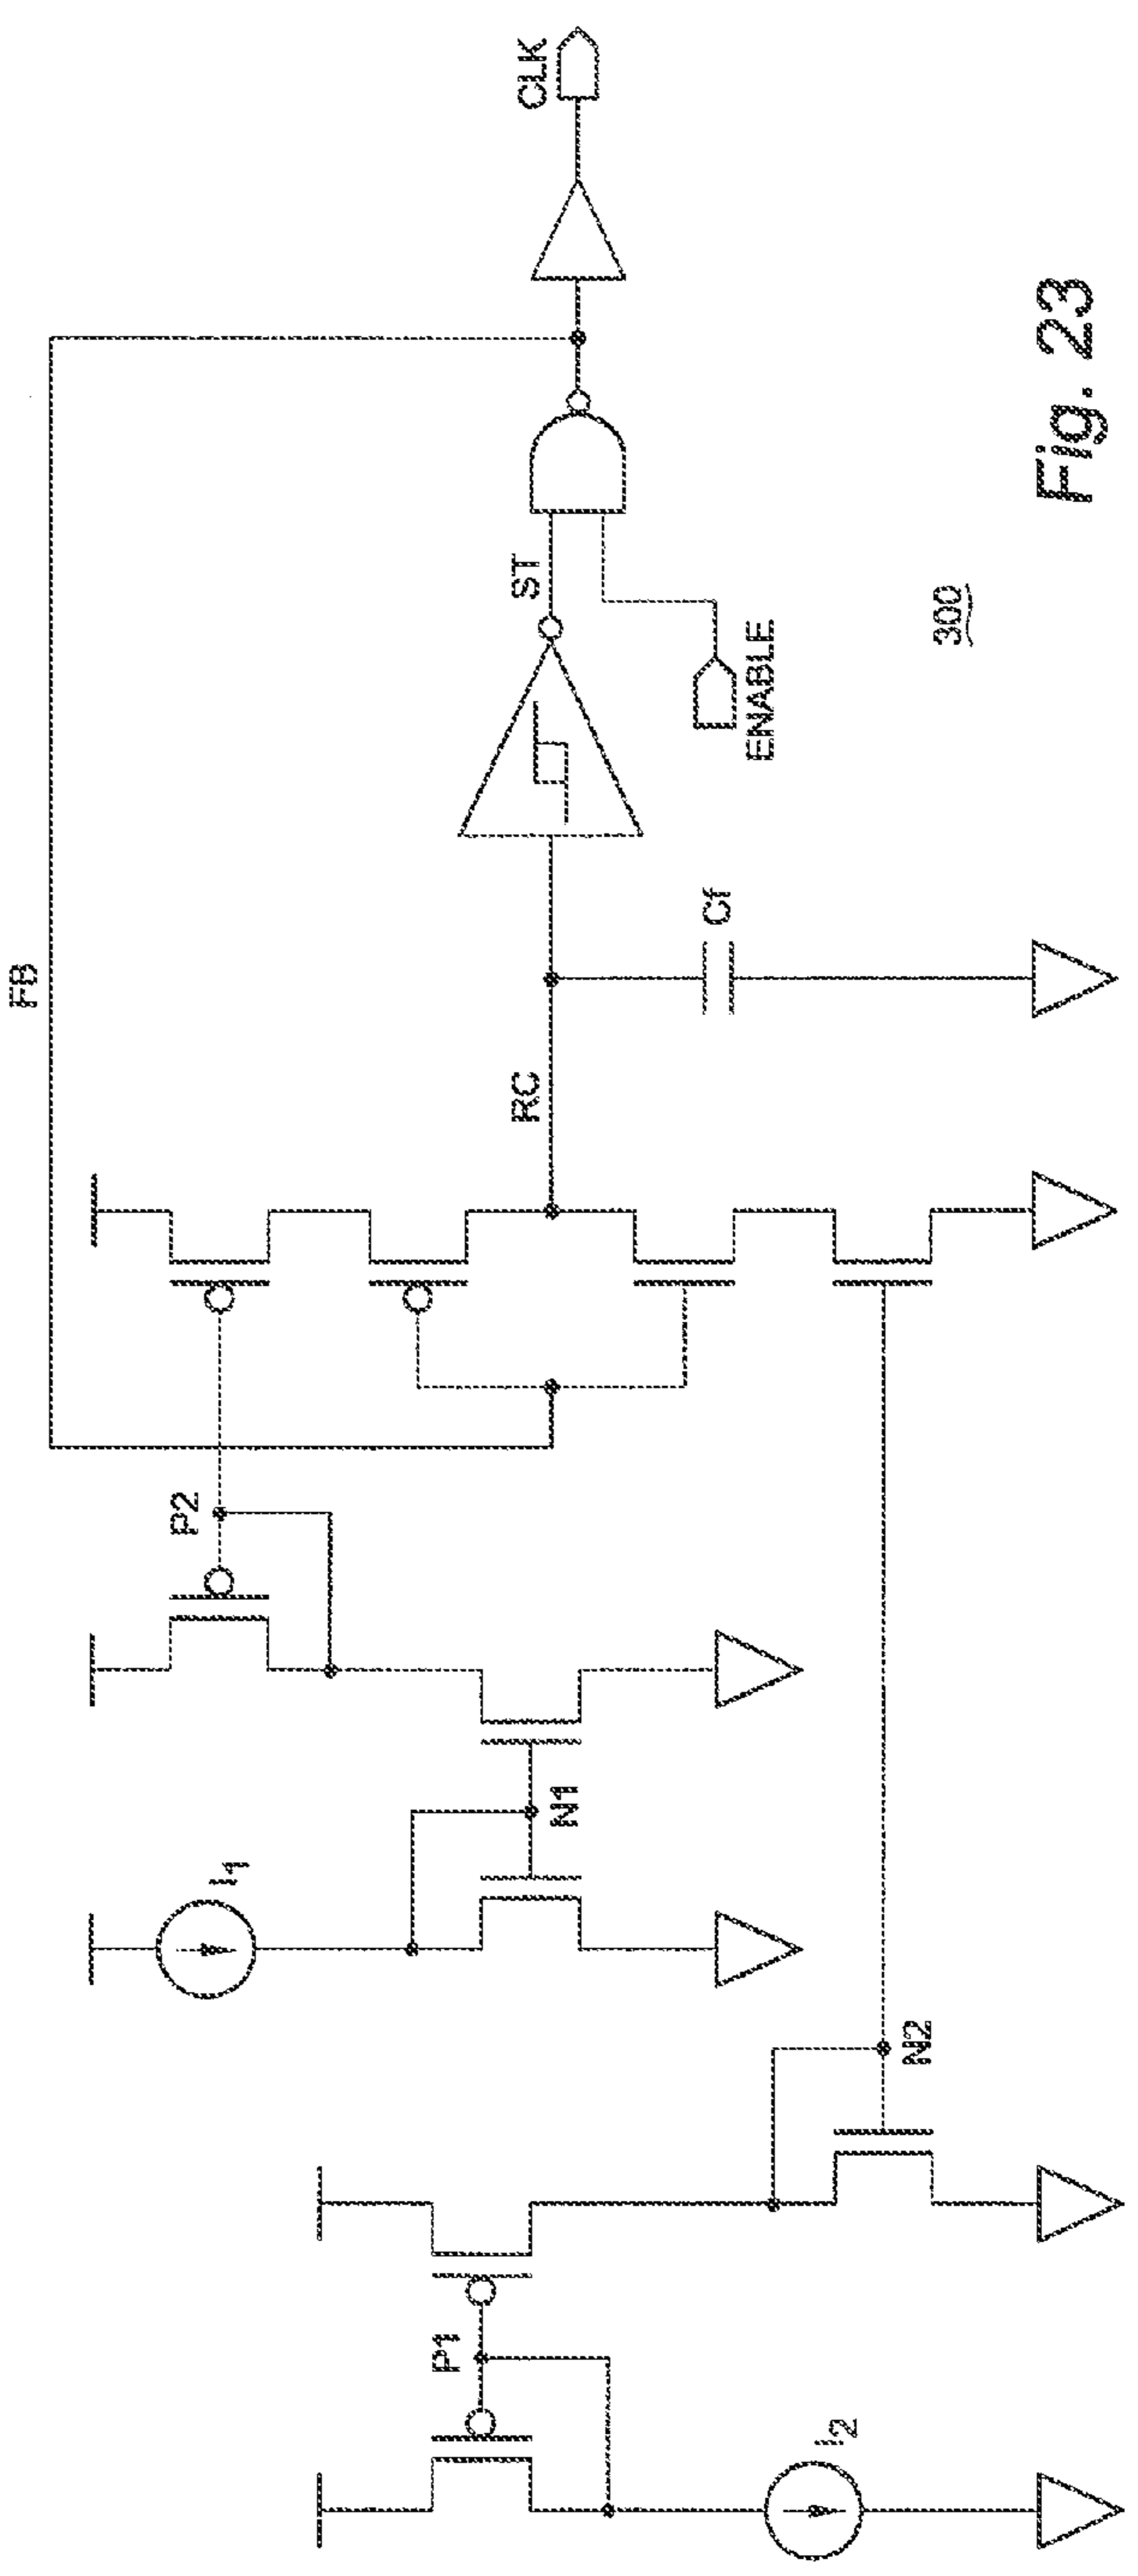 FB
CLK
P2
RC
ST
I1
Cf
ENABLE
P1
N1
N2
I2
300
Fig. 23